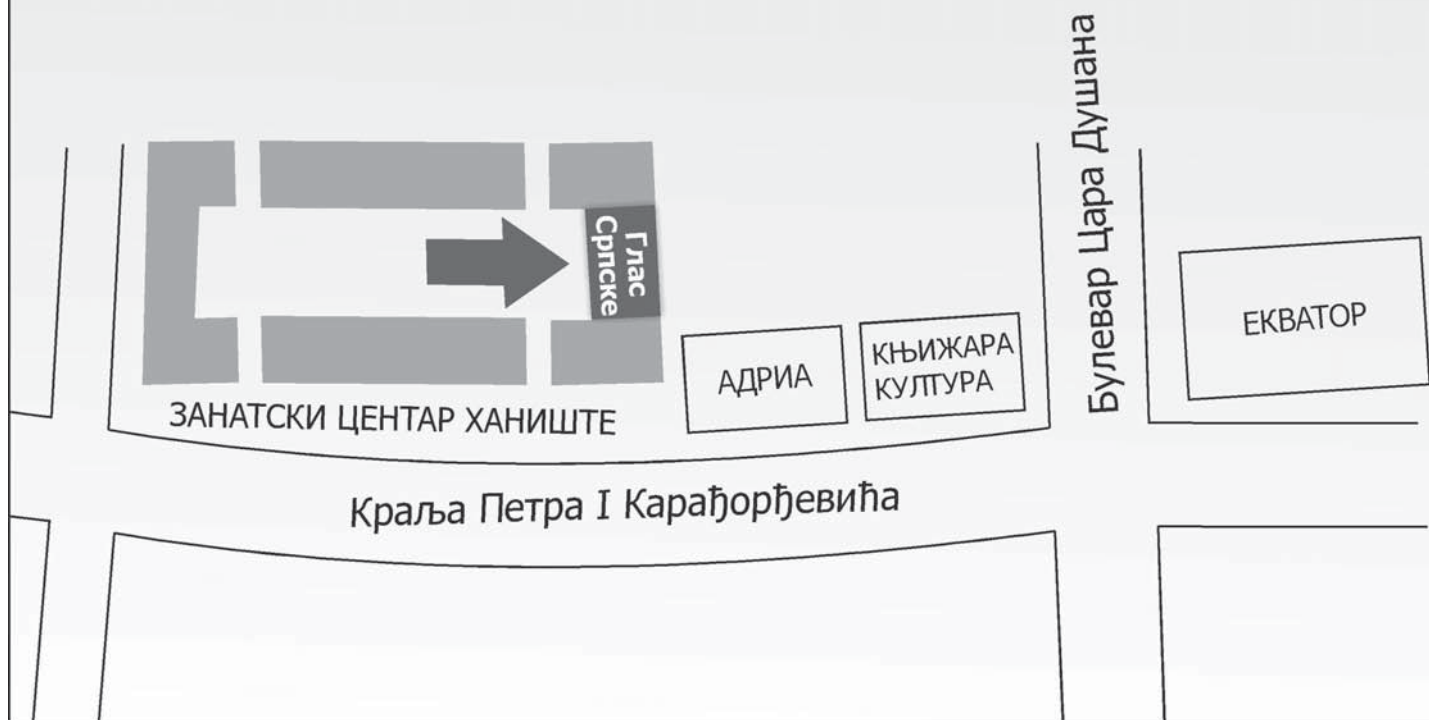 Булевар Цара Душана
Глас
Српске
ЕКВАТОР
АДРИА
КЊИЖАРА
КУЛТУРА
ЗАНАТСКИ ЦЕНТАР ХАНИШТЕ
Краља Петра I Карађорђевића